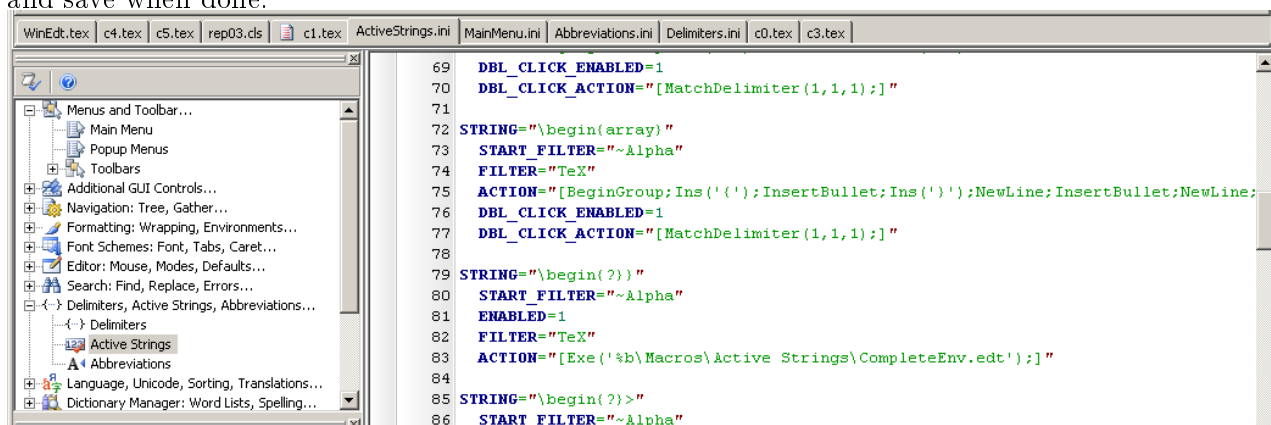 and save when done.
WinEdt.tex c4.tex c5.tex rep03.cls c1.tex ActiveStrings.ini MainMenu.ini Abbreviations.ini Delimiters.ini c0.tex c3.tex
Menus and Toolbar...
Main Menu
Popup Menus
Toolbars
Additional GUI Controls...
Navigation: Tree, Gather...
Formatting: Wrapping, Environments...
Font Schemes: Font, Tabs, Caret...
Editor: Mouse, Modes, Defaults...
Search: Find, Replace, Errors...
Delimiters, Active Strings, Abbreviations...
Delimiters
Active Strings
Abbreviations
Language, Unicode, Sorting, Translations...
Dictionary Manager: Word Lists, Spelling...
69 DBL_CLICK_ENABLED=1
70 DBL_CLICK_ACTION="[MatchDelimiter(1,1,1);]"
71
72 STRING="\begin{array}"
73 START_FILTER="~Alpha"
74 FILTER="TeX"
75 ACTION="[BeginGroup;Ins('{');InsertBullet;Ins('}');NewLine;InsertBullet;NewLine;
76 DBL_CLICK_ENABLED=1
77 DBL_CLICK_ACTION="[MatchDelimiter(1,1,1);]"
78
79 STRING="\begin{?}}"
80 START_FILTER="~Alpha"
81 ENABLED=1
82 FILTER="TeX"
83 ACTION="[Exe('%b\Macros\Active Strings\CompleteEnv.edt');]"
84
85 STRING="\begin{?}>"
86 START_FILTER="~Alpha"